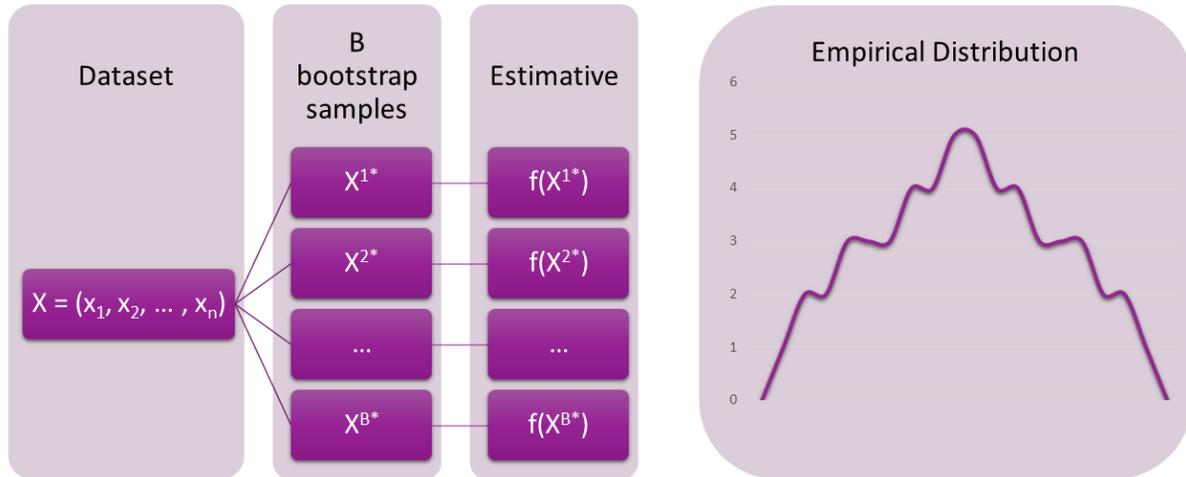 Dataset
B
bootstrap
samples
Estimative
X = (x₁, x₂, ... , xₙ)
X¹*
f(X¹*)
X²*
f(X²*)
...
...
Xᴮ*
f(Xᴮ*)
Empirical Distribution
6
5
4
3
2
1
0